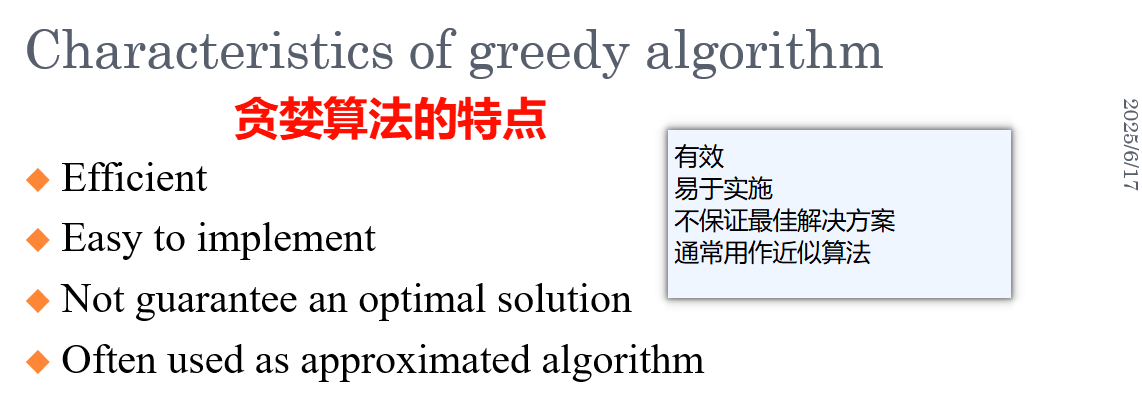 Characteristics of greedy algorithm
贪婪算法的特点
Efficient
Easy to implement
Not guarantee an optimal solution
Often used as approximated algorithm
有效
易于实施
不保证最佳解决方案
通常用作近似算法
2025/6/17